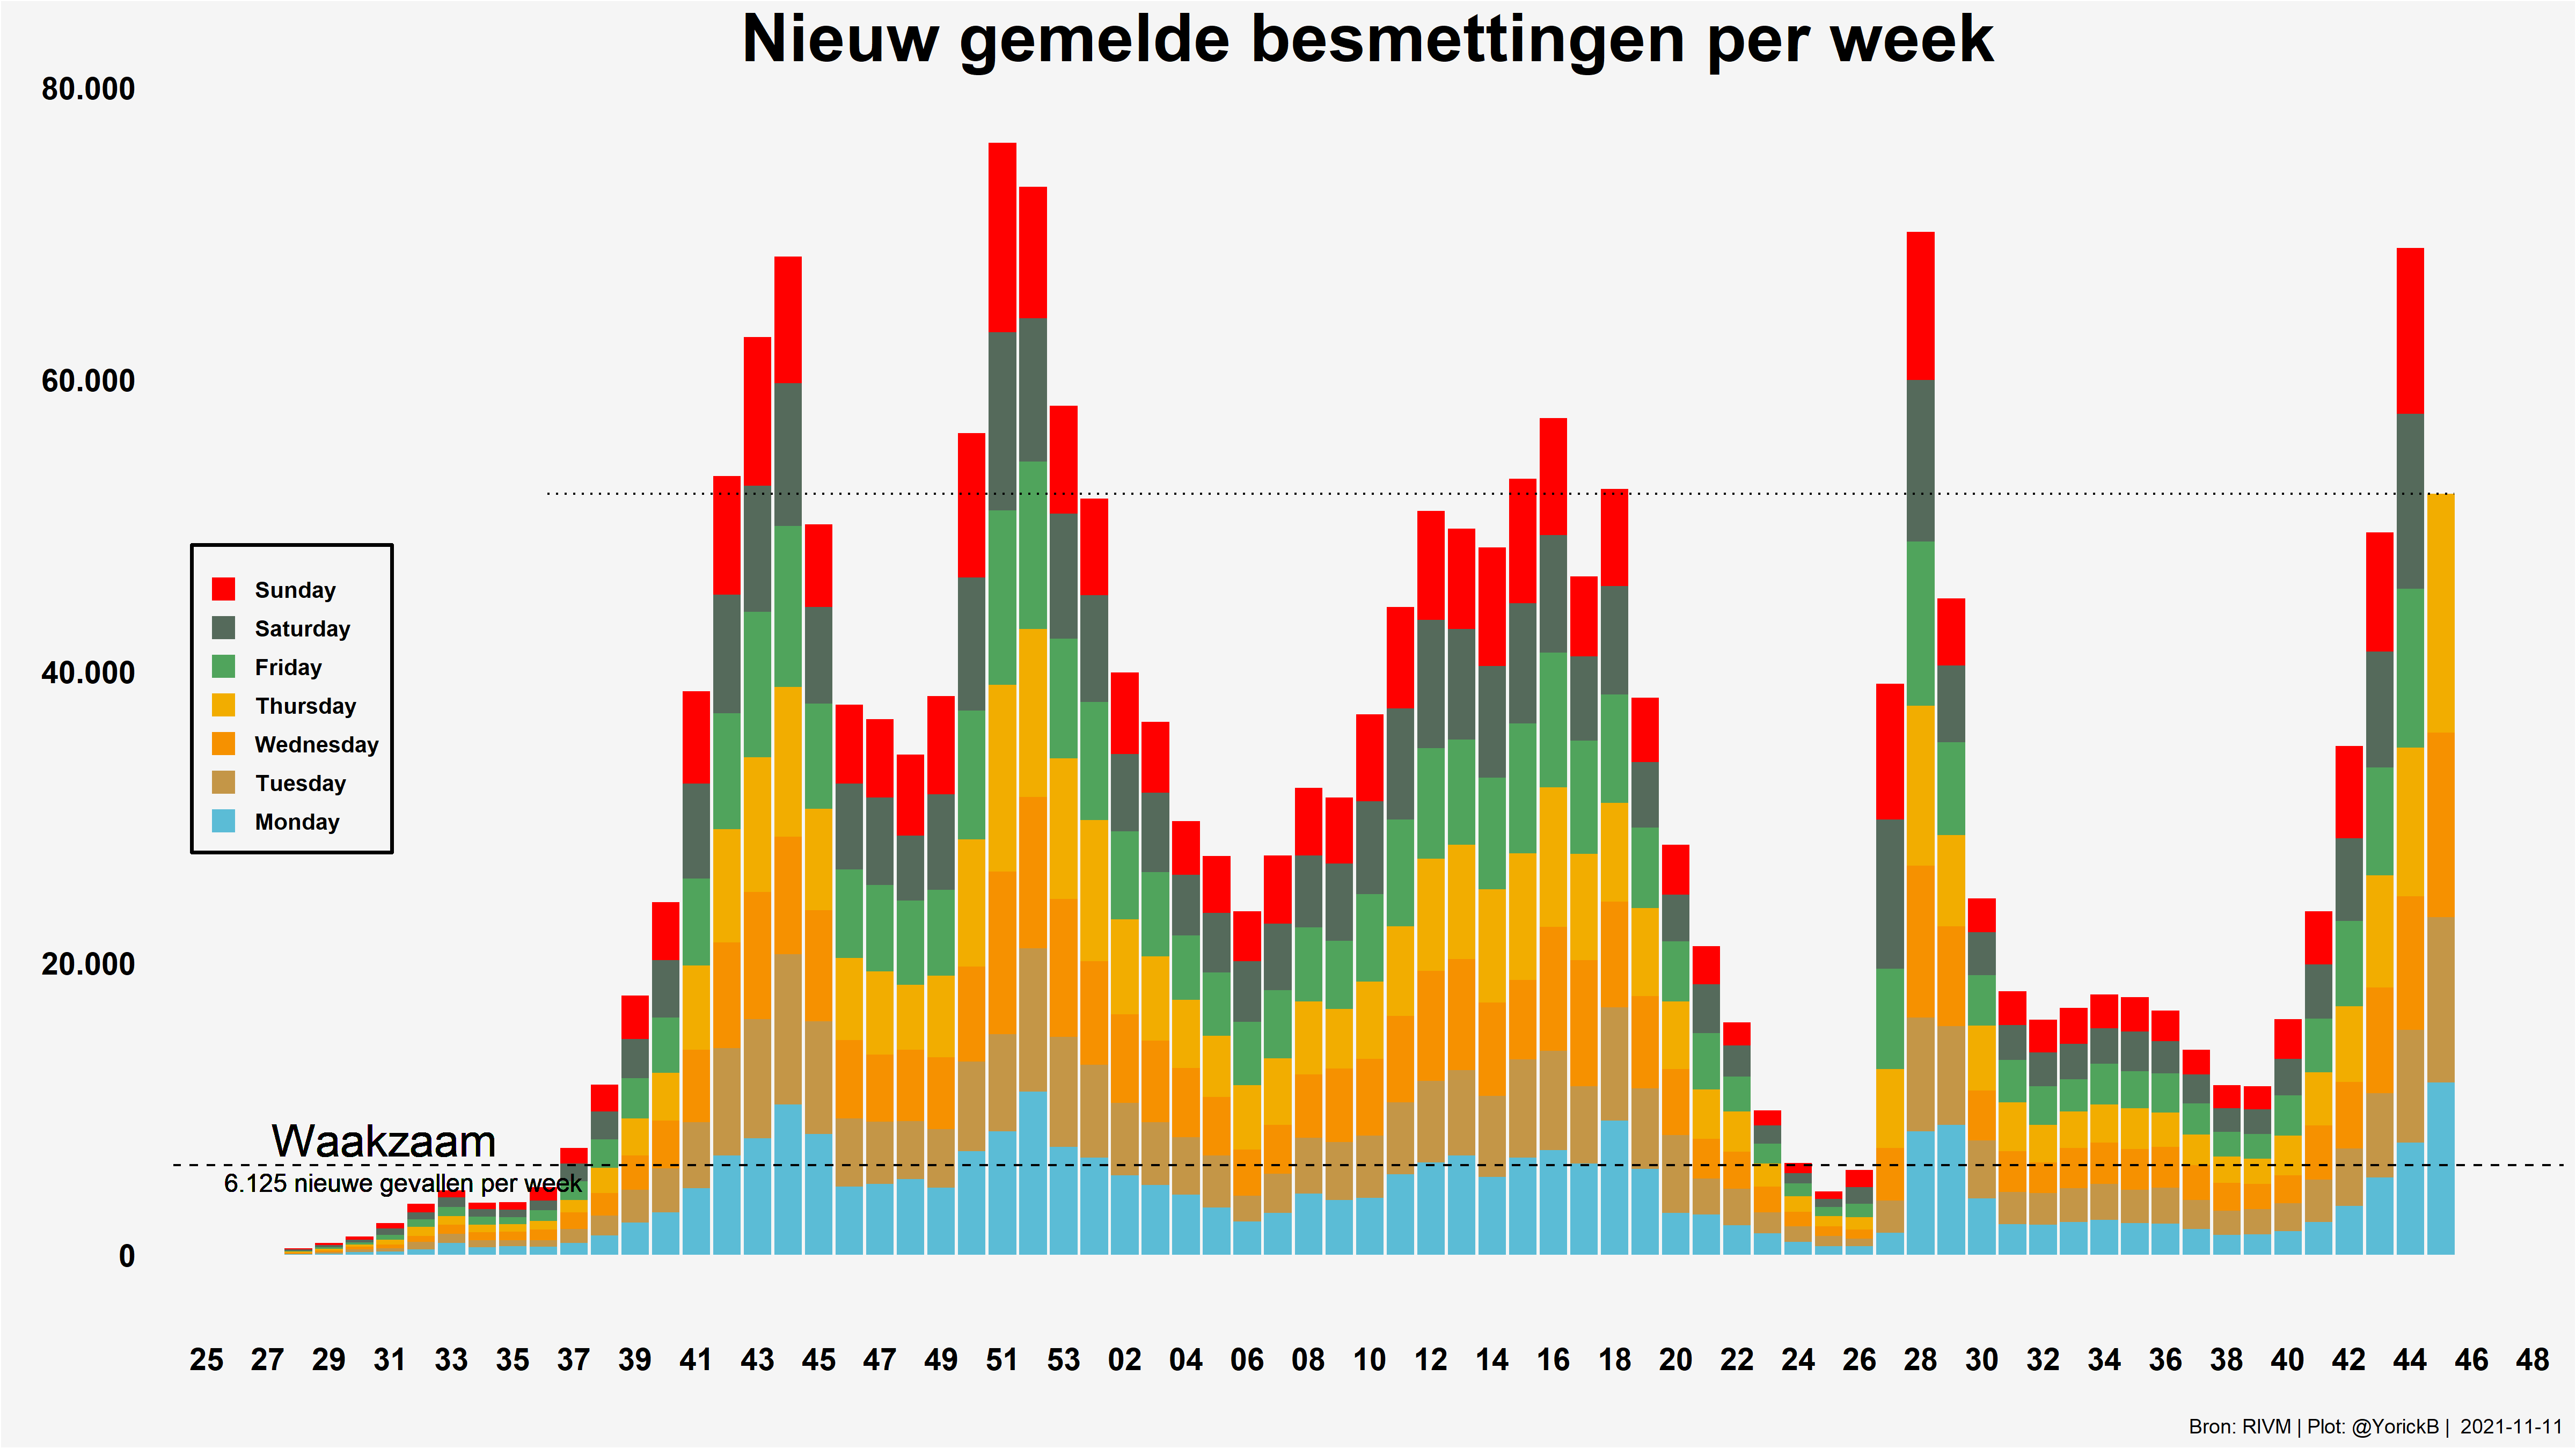 Nieuw gemelde besmettingen per week
80.000
60.000
40.000
20.000
0
Sunday
Saturday
Friday
Thursday
Wednesday
Tuesday
Monday
Waakzaam
6.125 nieuwe gevallen per week
25 27 29 31 33 35 37 39 41 43 45 47 49 51 53 02 04 06 08 10 12 14 16 18 20 22 24 26 28 30 32 34 36 38 40 42 44 46 48
Bron: RIVM | Plot: @YorickB | 2021-11-11